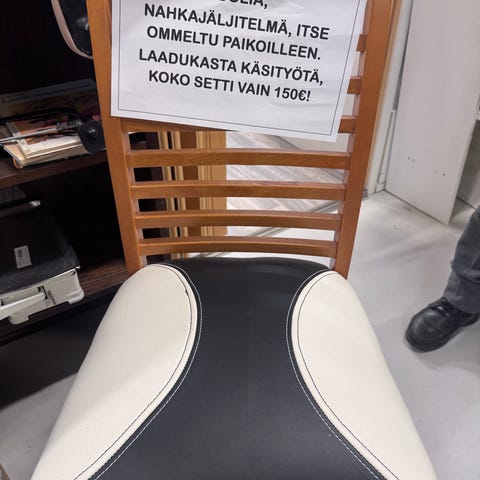 NAHKAJÄLJITELMÄ, ITSE
OMMELTU PAIKOILLEEN.
LAADUKASTA KÄSITYÖTÄ,
KOKO SETTI VAIN 150€!